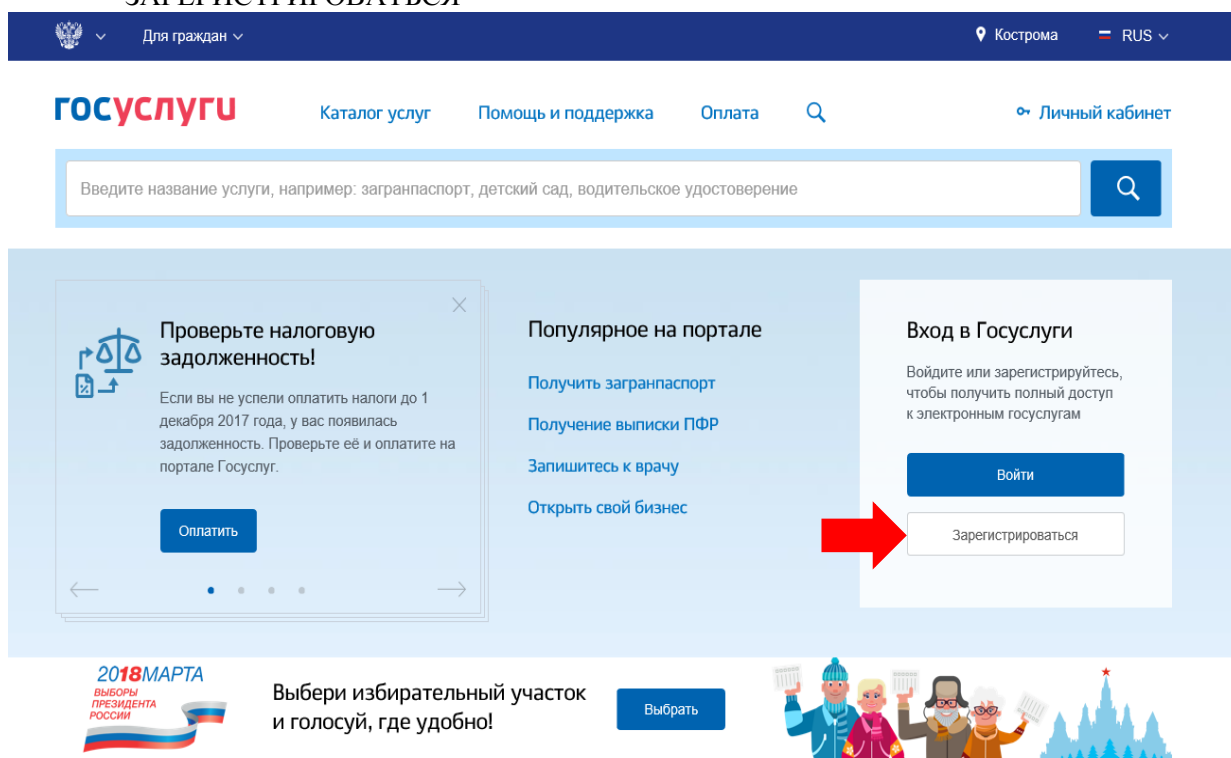 ЗАРЕГИСТРИРОВАТЬСЯ
Для граждан
Кострома
RUS
госуслуги
Каталог услуг
Помощь и поддержка
Оплата
Личный кабинет
Введите название услуги, например: загранпаспорт, детский сад, водительское удостоверение
Проверьте налоговую
задолженность!
Если вы не успели оплатить налоги до 1
декабря 2017 года, у вас появилась
задолженность. Проверьте её и оплатите на
портале Госуслуг.
Оплатить
Популярное на портале
Получить загранпаспорт
Получение выписки ПФР
Запишитесь к врачу
Открыть свой бизнес
Вход в Госуслуги
Войдите или зарегистрируйтесь,
чтобы получить полный доступ
к электронным госуслугам
Войти
Зарегистрироваться
2018МАРТА
ВЫБОРЫ
ПРЕЗИДЕНТА
РОССИИ
Выбери избирательный участок
и голосуй, где удобно!
Выбрать